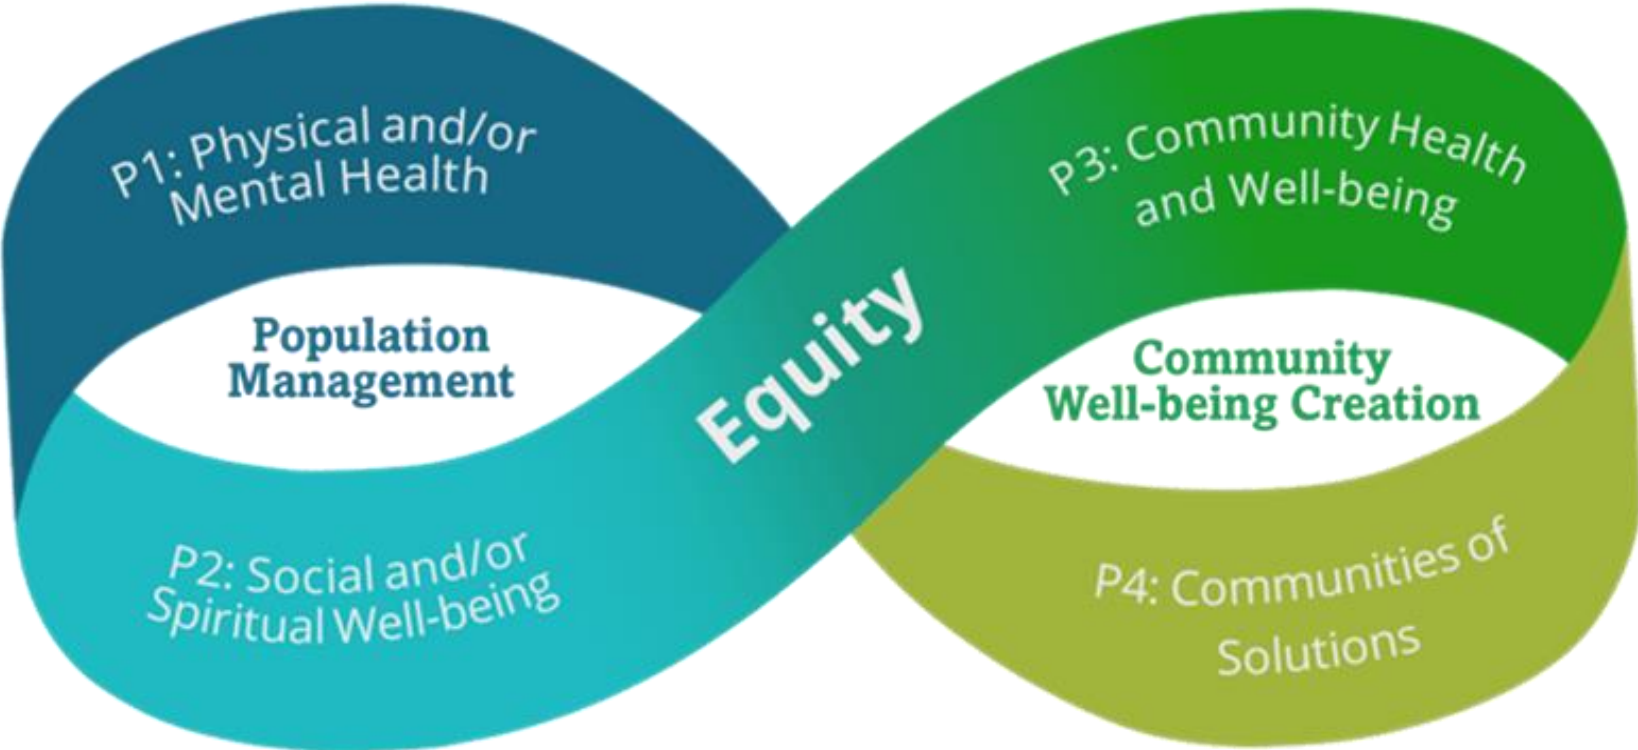 P1: Physical and/or
Mental Health
Population
Management
P2: Social and/or
Spiritual Well-being
Equity
P3: Community Health
and Well-being
Community
Well-being Creation
P4: Communities of
Solutions